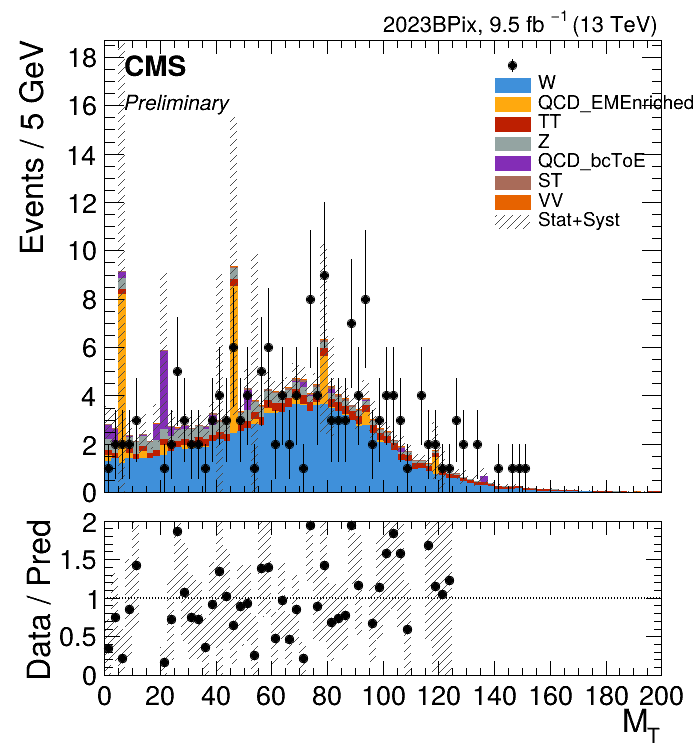 2023BPix, 9.5 fb⁻¹ (13 TeV)
CMS
Preliminary
Events / 5 GeV
18
16
14
12
10
8
6
4
2
0
W
QCD_EMEnriched
TT
Z
QCD_bcToE
ST
VV
Stat+Syst
Data / Pred
2
1.5
1
0.5
0
0 20 40 60 80 100 120 140 160 180 200
M_T